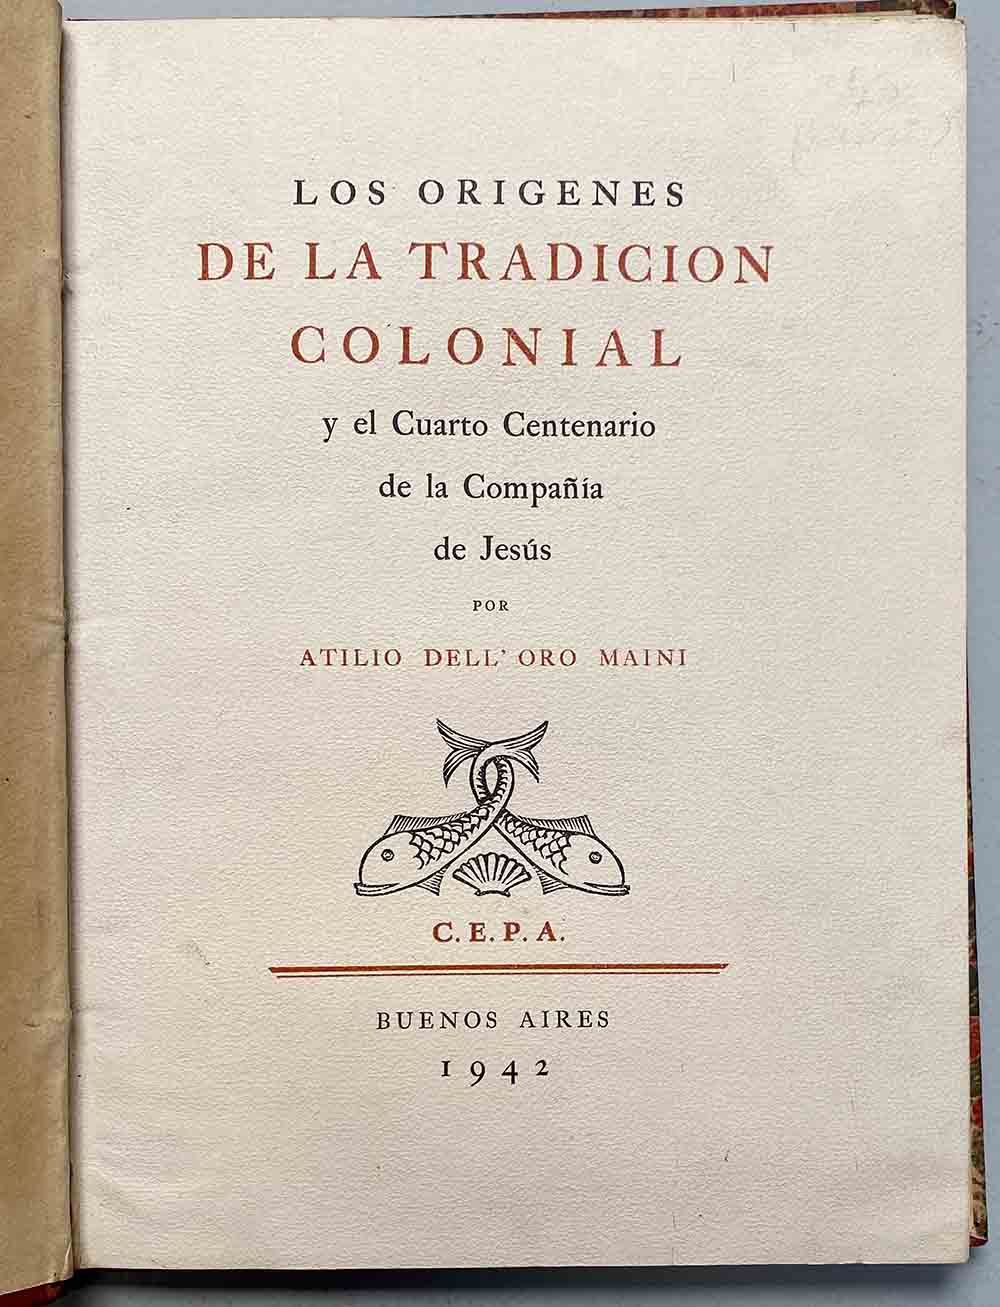 LOS ORIGENES
DE LA TRADICION
COLONIAL
y el Cuarto Centenario
de la Compañía
de Jesús
POR
ATILIO DELL' ORO MAINI
C. E. P. A.
BUENOS AIRES
1942